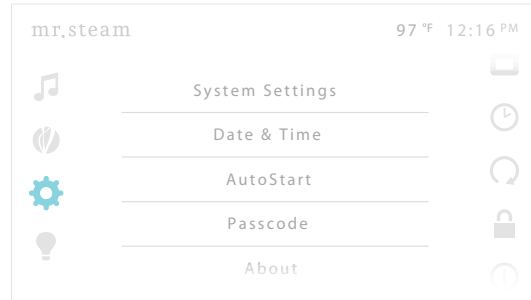 mr.steam 97 °F 12:16 PM
System Settings
Date & Time
AutoStart
Passcode
About